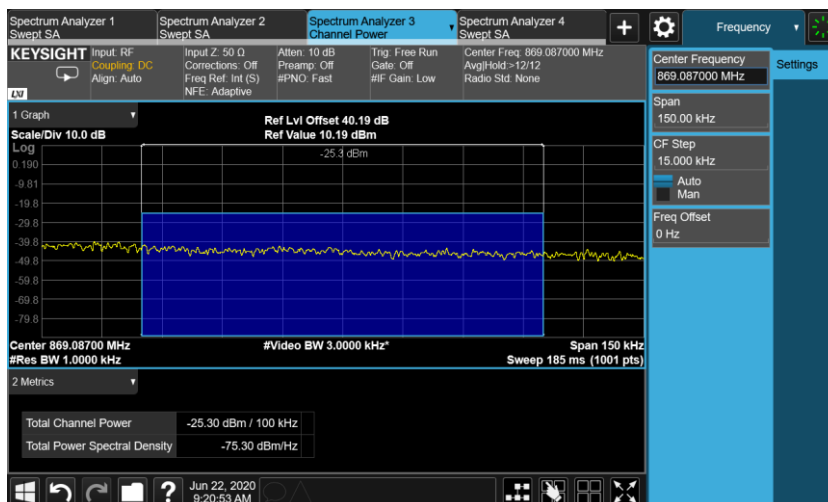 Spectrum Analyzer 1
Swept SA
Spectrum Analyzer 2
Swept SA
Spectrum Analyzer 3
Channel Power
Spectrum Analyzer 4
Swept SA
+
Frequency
KEYSIGHT
LXI
Input: RF
Coupling: DC
Align: Auto
Input Z: 50 Ω
Corrections: Off
Freq Ref: Int (S)
NFE: Adaptive
Atten: 10 dB
Preamp: Off
#PNO: Fast
Trig: Free Run
Gate: Off
#IF Gain: Low
Center Freq: 869.087000 MHz
Avg|Hold:>12/12
Radio Std: None
Center Frequency
869.087000 MHz
Settings
Span
150.00 kHz
CF Step
15.000 kHz
Auto
Man
Freq Offset
0 Hz
1 Graph
Scale/Div 10.0 dB
Ref Lvl Offset 40.19 dB
Ref Value 10.19 dBm
Log
-25.3 dBm
0.190
-9.81
-19.8
-29.8
-39.8
-49.8
-59.8
-69.8
-79.8
Center 869.08700 MHz
#Video BW 3.0000 kHz*
Span 150 kHz
#Res BW 1.0000 kHz
Sweep 185 ms (1001 pts)
2 Metrics
Total Channel Power -25.30 dBm / 100 kHz
Total Power Spectral Density -75.30 dBm/Hz
?
Jun 22, 2020
9:20:53 AM